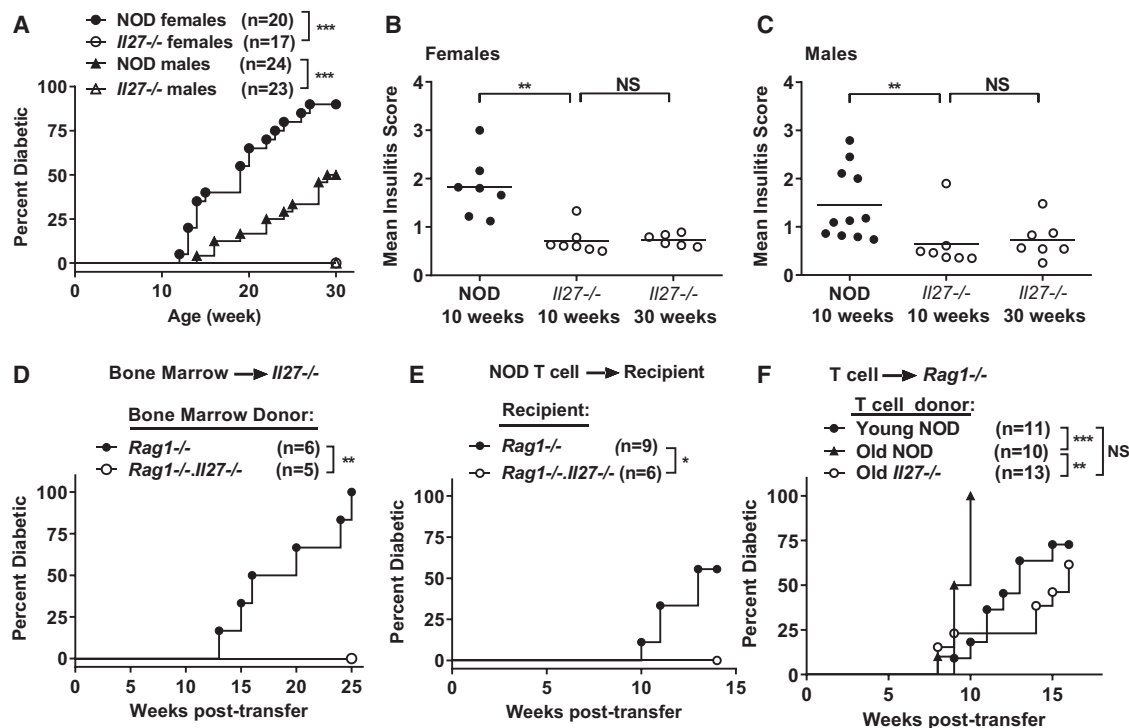 A
NOD females (n=20)
Il27-/- females (n=17)
***
NOD males (n=24)
Il27-/- males (n=23)
***
Percent Diabetic
100
75
50
25
0
0 10 20 30
Age (week)
B
Females
** NS
Mean Insulitis Score
4
3
2
1
0
NOD Il27-/- Il27-/-
10 weeks 10 weeks 30 weeks
C
Males
** NS
Mean Insulitis Score
4
3
2
1
0
NOD Il27-/- Il27-/-
10 weeks 10 weeks 30 weeks
D
Bone Marrow Il27-/-
Bone Marrow Donor:
Rag1-/- (n=6)
Rag1-/-.Il27-/- (n=5)
**
Percent Diabetic
100
75
50
25
0
0 5 10 15 20 25
Weeks post-transfer
E
NOD T cell Recipient
Recipient:
Rag1-/- (n=9)
Rag1-/-.Il27-/- (n=6)
*
Percent Diabetic
100
75
50
25
0
0 5 10 15
Weeks post-transfer
F
T cell Rag1-/-
T cell donor:
Young NOD (n=11)
Old NOD (n=10)
Old Il27-/- (n=13)
***
**
NS
Percent Diabetic
100
75
50
25
0
0 5 10 15
Weeks post-transfer